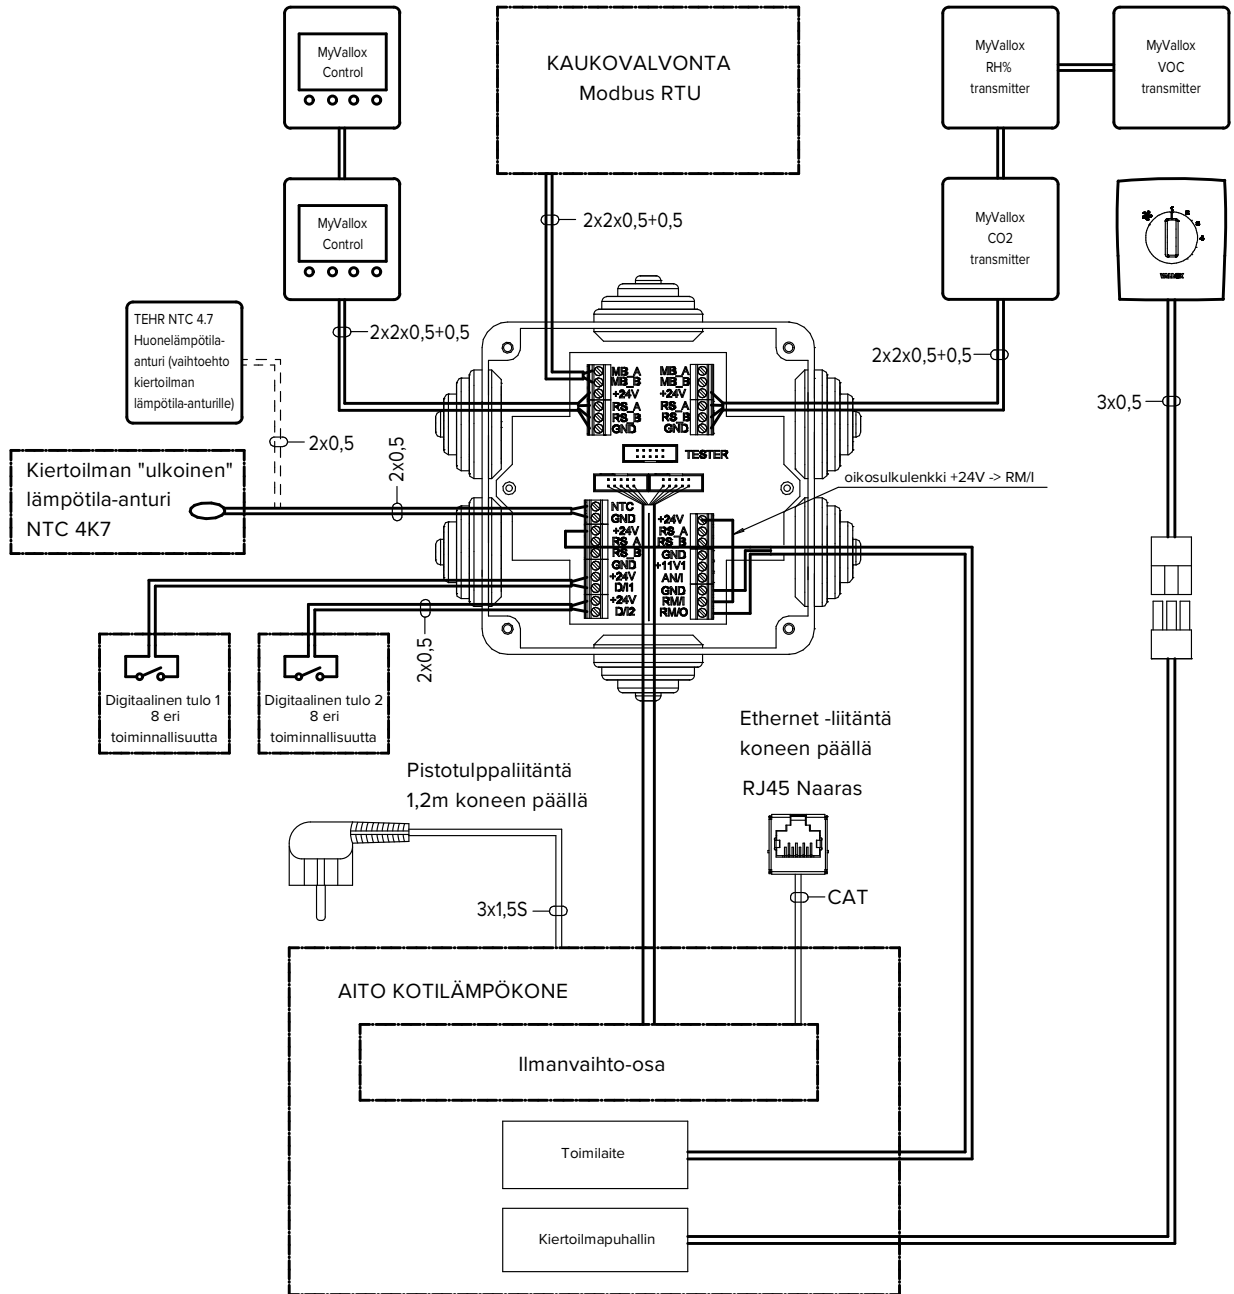 MyVallox
Control
KAUKOVALVONTA
Modbus RTU
MyVallox
RH%
transmitter
MyVallox
VOC
transmitter
MyVallox
Control
2x2x0,5+0,5
MyVallox
CO2
transmitter
TEHR NTC 4.7
Huonelämpötila-
anturi (vaihtoehto
kiertoilman
lämpötila-anturille)
2x2x0,5+0,5
2x2x0,5+0,5
3x0,5
MB_A
MB_B
+24V
RS_A
RS_B
GND
MB_A
MB_B
+24V
RS_A
RS_B
GND
TESTER
2x0,5
2x0,5
Kiertoilman "ulkoinen"
lämpötila-anturi
NTC 4K7
oikosulkulenkki +24V -> RM/I
NTC
GND
+24V
RS_A
RS_B
GND
+24V
D/I1
+24V
D/I2
+24V
RS_A
RS_B
GND
+11V1
AN/I
GND
RM/I
RM/O
2x0,5
Digitaalinen tulo 1
8 eri
toiminnallisuutta
Digitaalinen tulo 2
8 eri
toiminnallisuutta
Ethernet -liitäntä
koneen päällä
RJ45 Naaras
Pistotulppaliitäntä
1,2m koneen päällä
3x1,5S
CAT
AITO KOTILÄMPÖKONE
Ilmanvaihto-osa
Toimilaite
Kiertoilmapuhallin